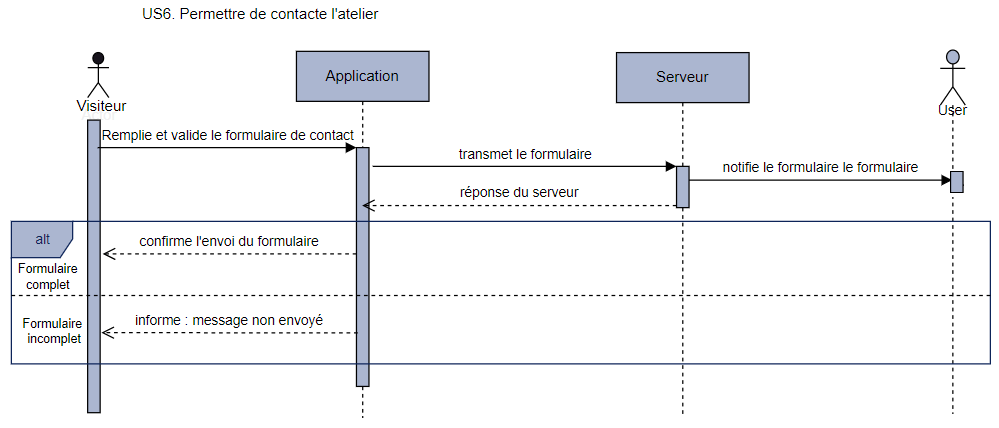 US6. Permettre de contacte l'atelier
Application
Serveur
Visiteur
User
Remplie et valide le formulaire de contact
transmet le formulaire
notifie le formulaire le formulaire
réponse du serveur
alt
confirme l'envoi du formulaire
Formulaire
complet
informe : message non envoyé
Formulaire
incomplet